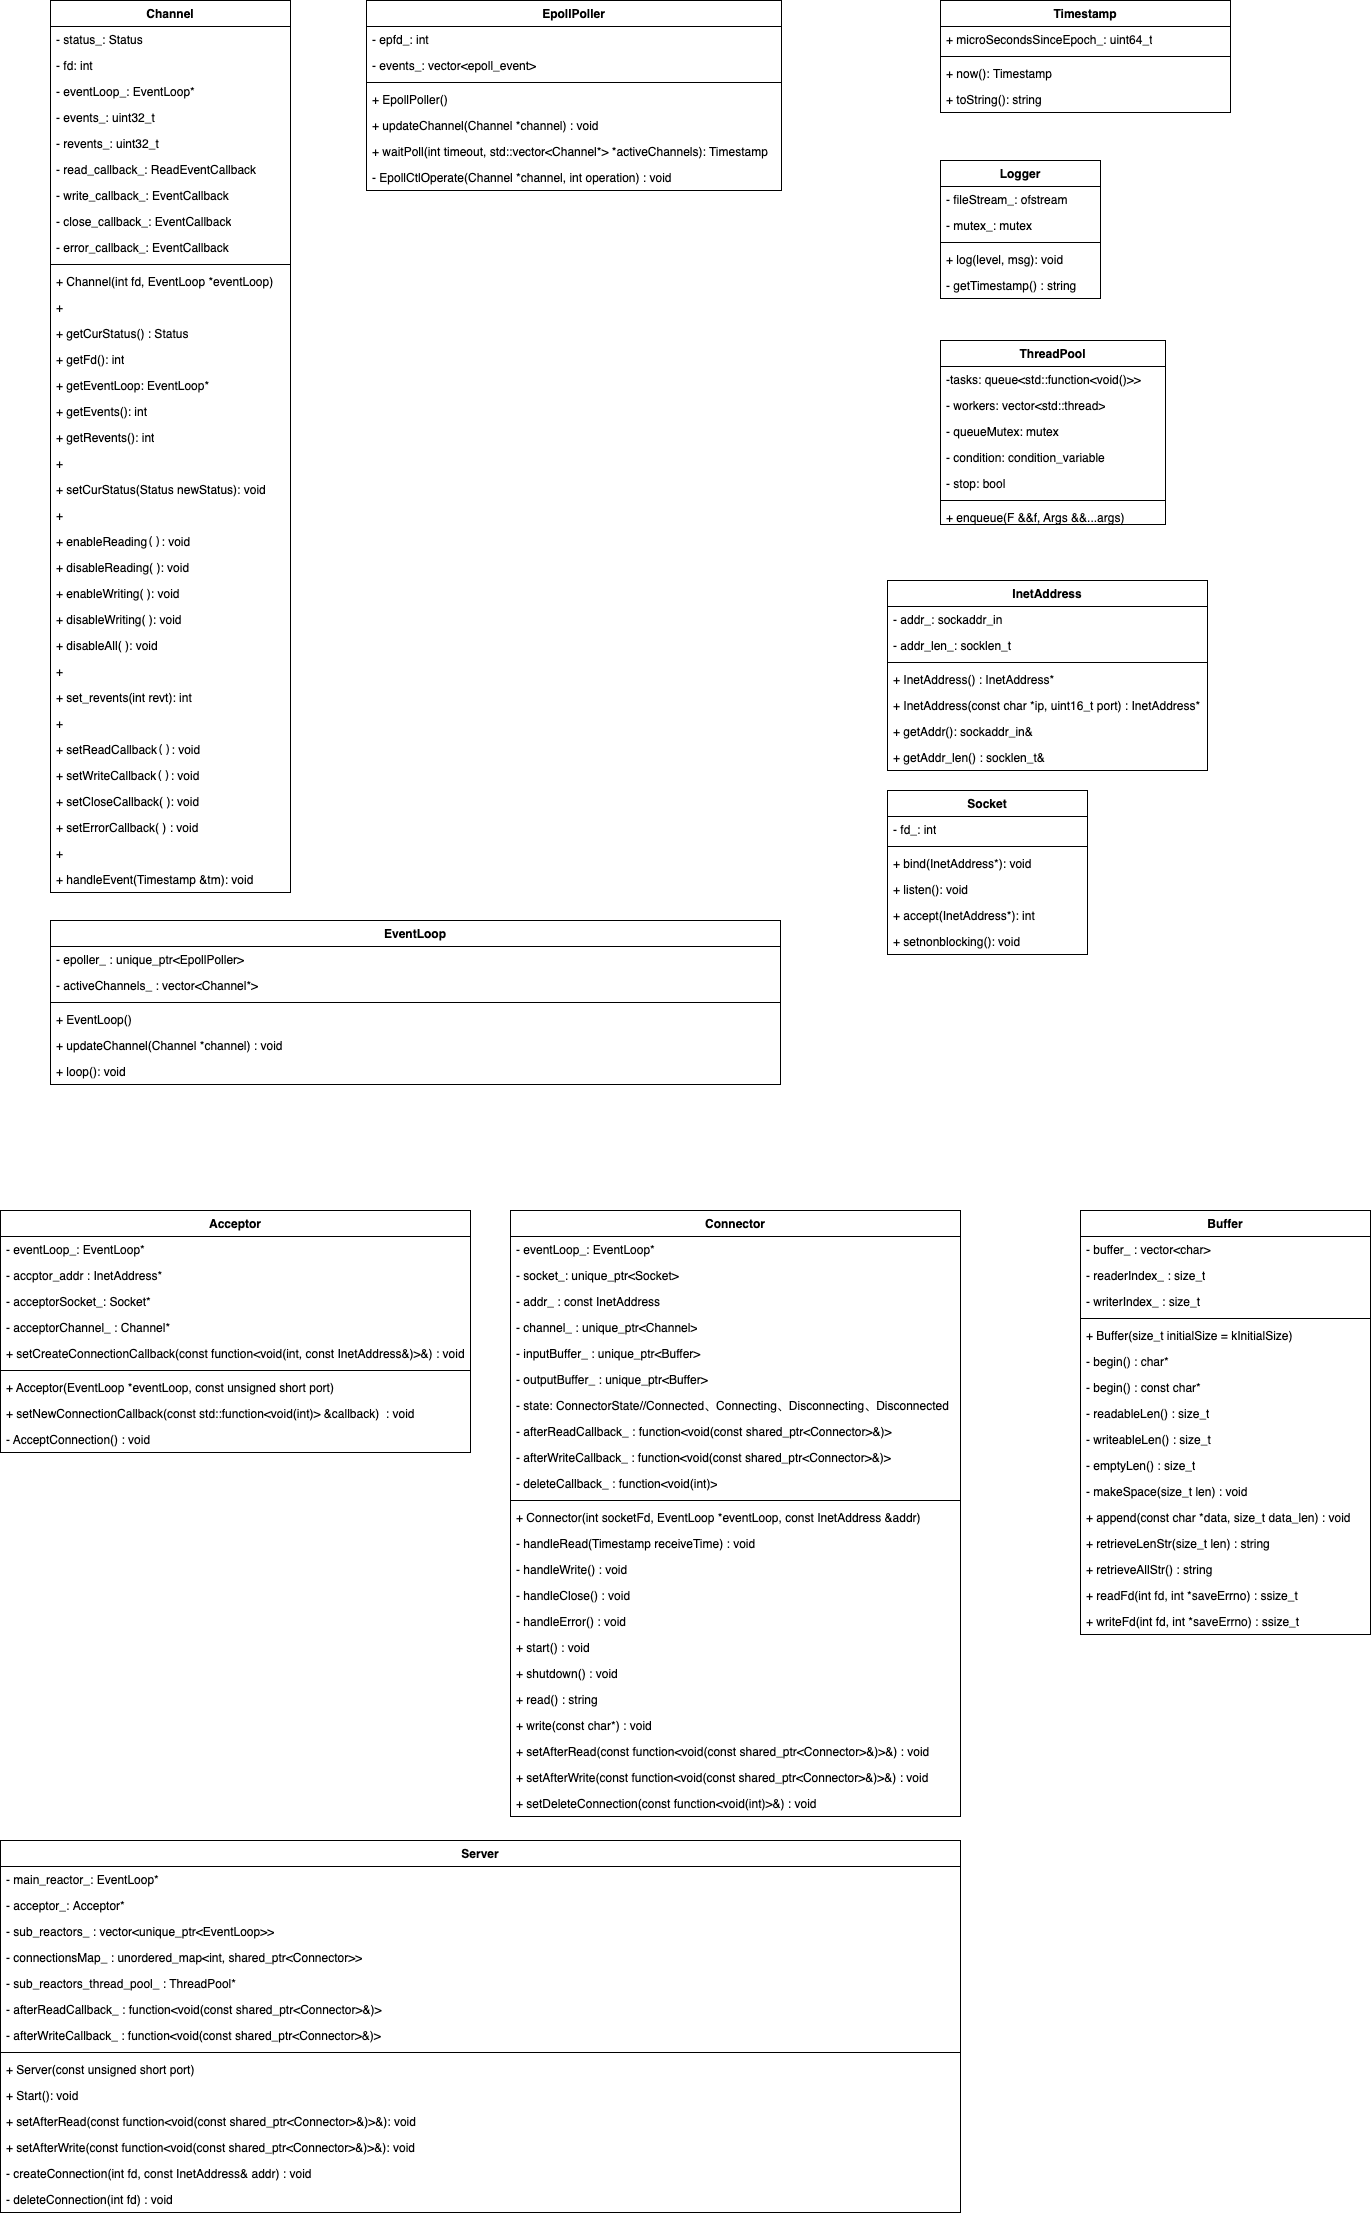 Channel
- status_: Status
- fd: int
- eventLoop_: EventLoop*
- events_: uint32_t
- revents_: uint32_t
- read_callback_: ReadEventCallback
- write_callback_: EventCallback
- close_callback_: EventCallback
- error_callback_: EventCallback
+ Channel(int fd, EventLoop *eventLoop)
+
+ getCurStatus() : Status
+ getFd(): int
+ getEventLoop: EventLoop*
+ getEvents(): int
+ getRevents(): int
+
+ setCurStatus(Status newStatus): void
+
+ enableReading( ): void
+ disableReading( ): void
+ enableWriting( ): void
+ disableWriting( ): void
+ disableAll( ): void
+
+ set_revents(int revt): int
+
+ setReadCallback( ): void
+ setWriteCallback( ): void
+ setCloseCallback( ): void
+ setErrorCallback( ) : void
+
+ handleEvent(Timestamp &tm): void
EpollPoller
- epfd_: int
- events_: vector<epoll_event>
+ EpollPoller()
+ updateChannel(Channel *channel) : void
+ waitPoll(int timeout, std::vector<Channel*> *activeChannels): Timestamp
- EpollCtlOperate(Channel *channel, int operation) : void
Timestamp
+ microSecondsSinceEpoch_: uint64_t
+ now(): Timestamp
+ toString(): string
Logger
- fileStream_: ofstream
- mutex_: mutex
+ log(level, msg): void
- getTimestamp() : string
ThreadPool
-tasks: queue<std::function<void()>>
- workers: vector<std::thread>
- queueMutex: mutex
- condition: condition_variable
- stop: bool
+ enqueue(F &&f, Args &&...args)
InetAddress
- addr_: sockaddr_in
- addr_len_: socklen_t
+ InetAddress() : InetAddress*
+ InetAddress(const char *ip, uint16_t port) : InetAddress*
+ getAddr(): sockaddr_in&
+ getAddr_len() : socklen_t&
Socket
- fd_: int
+ bind(InetAddress*): void
+ listen(): void
+ accept(InetAddress*): int
+ setnonblocking(): void
EventLoop
- epoller_ : unique_ptr<EpollPoller>
- activeChannels_ : vector<Channel*>
+ EventLoop()
+ updateChannel(Channel *channel) : void
+ loop(): void
Acceptor
- eventLoop_: EventLoop*
- accptor_addr : InetAddress*
- acceptorSocket_: Socket*
- acceptorChannel_ : Channel*
+ setCreateConnectionCallback(const function<void(int, const InetAddress&)>&) : void
+ Acceptor(EventLoop *eventLoop, const unsigned short port)
+ setNewConnectionCallback(const std::function<void(int)> &callback)  : void
- AcceptConnection() : void
Connector
- eventLoop_: EventLoop*
- socket_: unique_ptr<Socket>
- addr_ : const InetAddress
- channel_ : unique_ptr<Channel>
- inputBuffer_ : unique_ptr<Buffer>
- outputBuffer_ : unique_ptr<Buffer>
- state: ConnectorState//Connected、Connecting、Disconnecting、Disconnected
- afterReadCallback_ : function<void(const shared_ptr<Connector>&)>
- afterWriteCallback_ : function<void(const shared_ptr<Connector>&)>
- deleteCallback_ : function<void(int)>
+ Connector(int socketFd, EventLoop *eventLoop, const InetAddress &addr)
- handleRead(Timestamp receiveTime) : void
- handleWrite() : void
- handleClose() : void
- handleError() : void
+ start() : void
+ shutdown() : void
+ read() : string
+ write(const char*) : void
+ setAfterRead(const function<void(const shared_ptr<Connector>&)>&) : void
+ setAfterWrite(const function<void(const shared_ptr<Connector>&)>&) : void
+ setDeleteConnection(const function<void(int)>&) : void
Buffer
- buffer_ : vector<char>
- readerIndex_ : size_t
- writerIndex_ : size_t
+ Buffer(size_t initialSize = kInitialSize)
- begin() : char*
- begin() : const char*
- readableLen() : size_t
- writeableLen() : size_t
- emptyLen() : size_t
- makeSpace(size_t len) : void
+ append(const char *data, size_t data_len) : void
+ retrieveLenStr(size_t len) : string
+ retrieveAllStr() : string
+ readFd(int fd, int *saveErrno) : ssize_t
+ writeFd(int fd, int *saveErrno) : ssize_t
Server
- main_reactor_: EventLoop*
- acceptor_: Acceptor*
- sub_reactors_ : vector<unique_ptr<EventLoop>>
- connectionsMap_ : unordered_map<int, shared_ptr<Connector>>
- sub_reactors_thread_pool_ : ThreadPool*
- afterReadCallback_ : function<void(const shared_ptr<Connector>&)>
- afterWriteCallback_ : function<void(const shared_ptr<Connector>&)>
+ Server(const unsigned short port)
+ Start(): void
+ setAfterRead(const function<void(const shared_ptr<Connector>&)>&): void
+ setAfterWrite(const function<void(const shared_ptr<Connector>&)>&): void
- createConnection(int fd, const InetAddress& addr) : void
- deleteConnection(int fd) : void